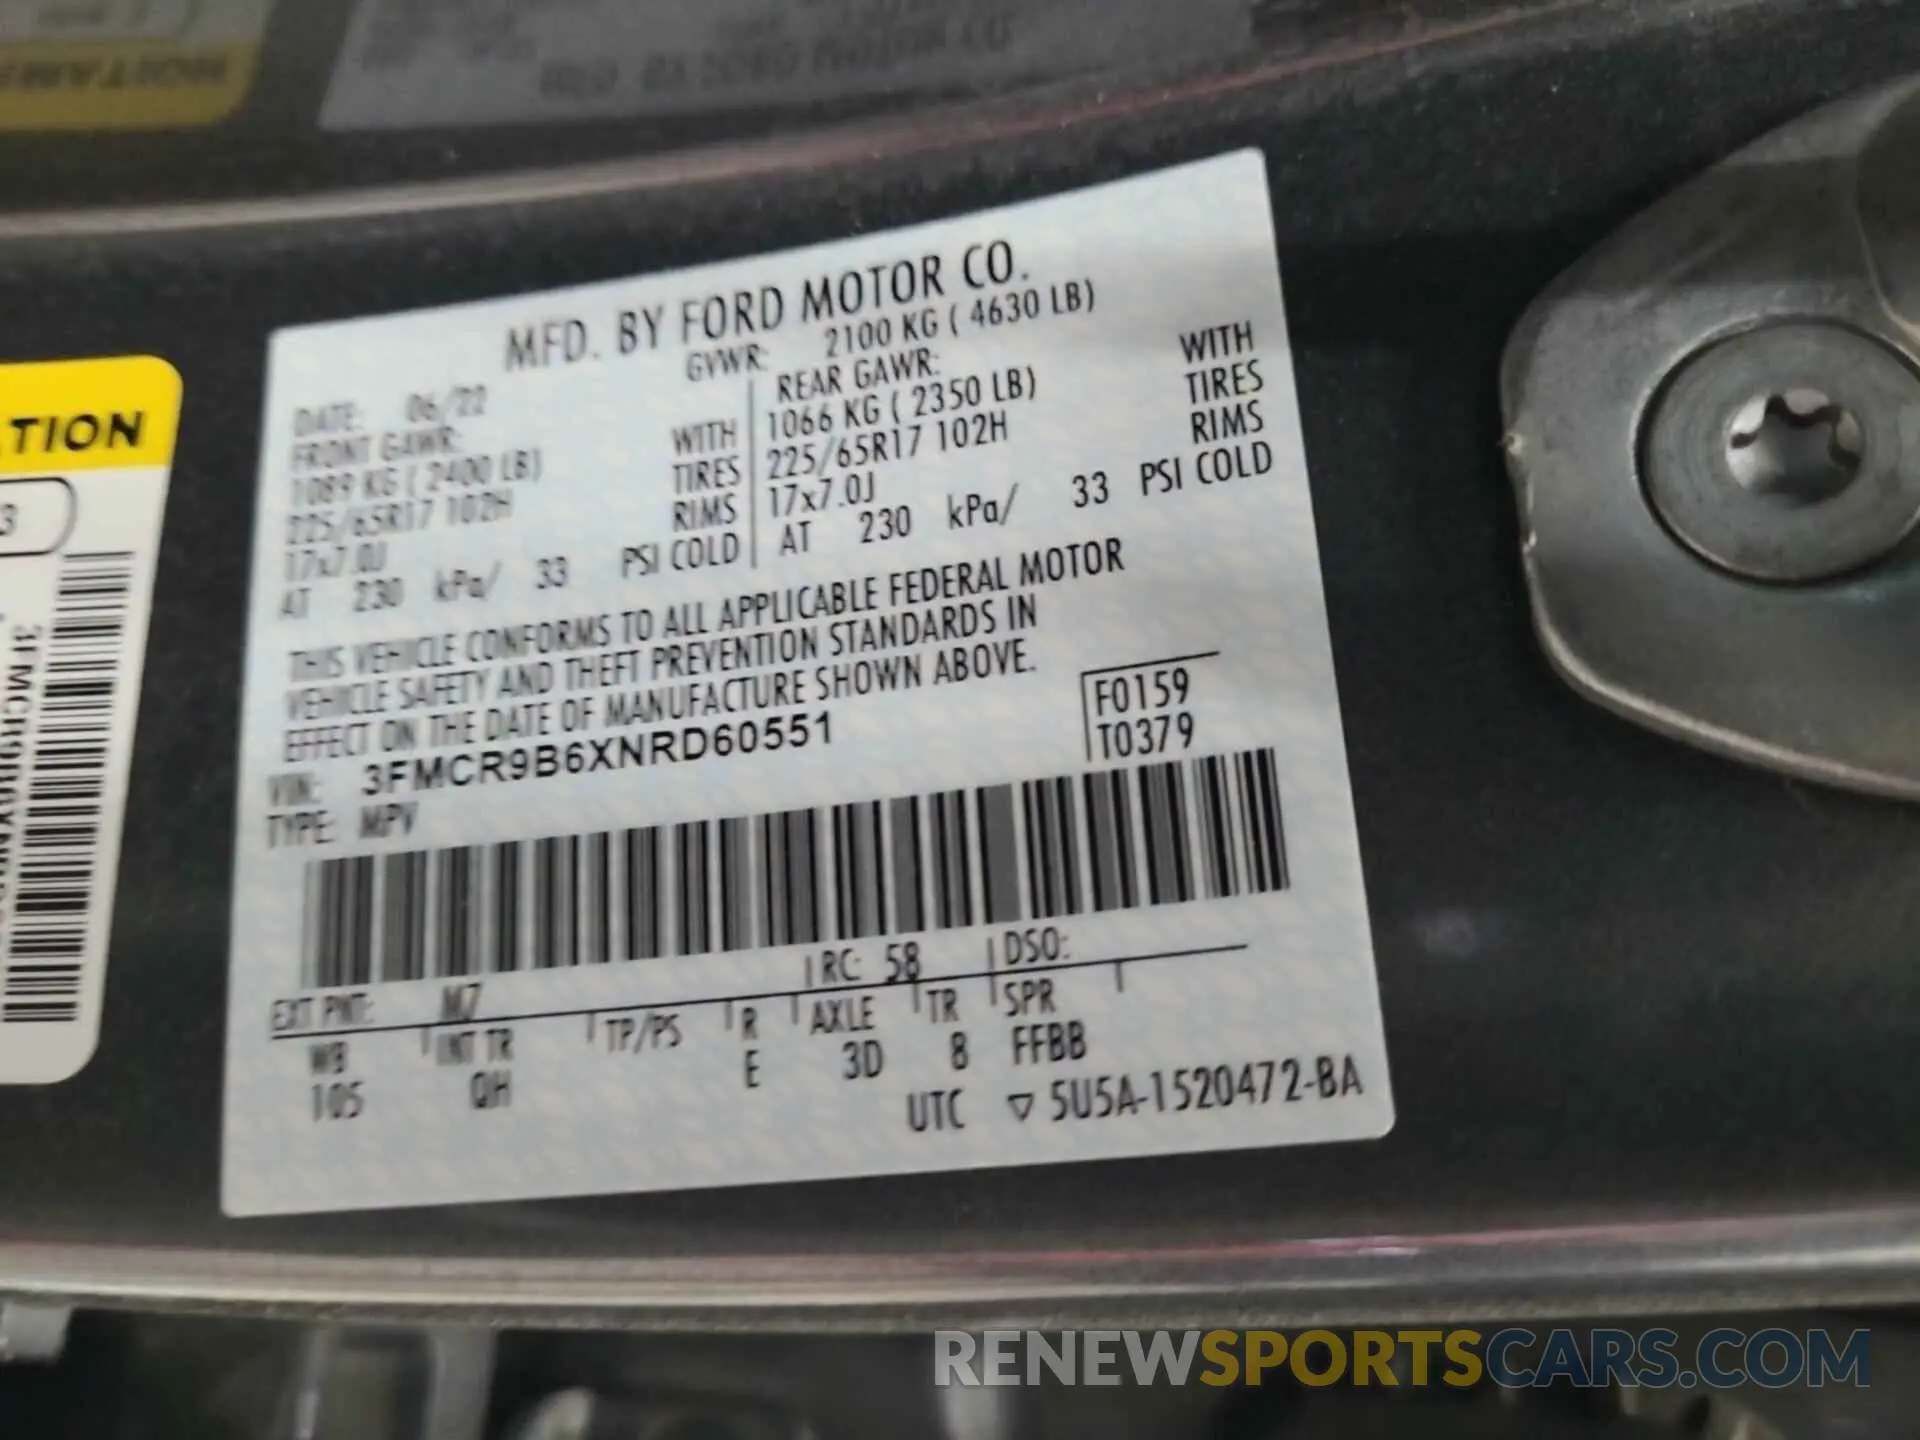 MFD. BY FORD MOTOR CO.
DATE: 06/22 GVWR: 2100 KG ( 4630 LB)
FRONT GAWR: REAR GAWR:
1089 KG ( 2400 LB) WITH 1066 KG ( 2350 LB) WITH
225/65R17 102H TIRES 225/65R17 102H TIRES
17x7.0J RIMS 17x7.0J RIMS
AT 230 kPa/ 33 PSI COLD AT 230 kPa/ 33 PSI COLD
THIS VEHICLE CONFORMS TO ALL APPLICABLE FEDERAL MOTOR
VEHICLE SAFETY AND THEFT PREVENTION STANDARDS IN
EFFECT ON THE DATE OF MANUFACTURE SHOWN ABOVE.
VIN: 3FMCR9B6XNRD60551 F0159
TYPE: MPV T0379
EXT PNT: M7 RC: 58 DSO:
WB INT TR TP/PS R AXLE TR SPR
105 QH E 3D 8 FFBB
UTC ▽ 5U5A-1520472-BA
TION
3
RENEWSPORTSCARS.COM